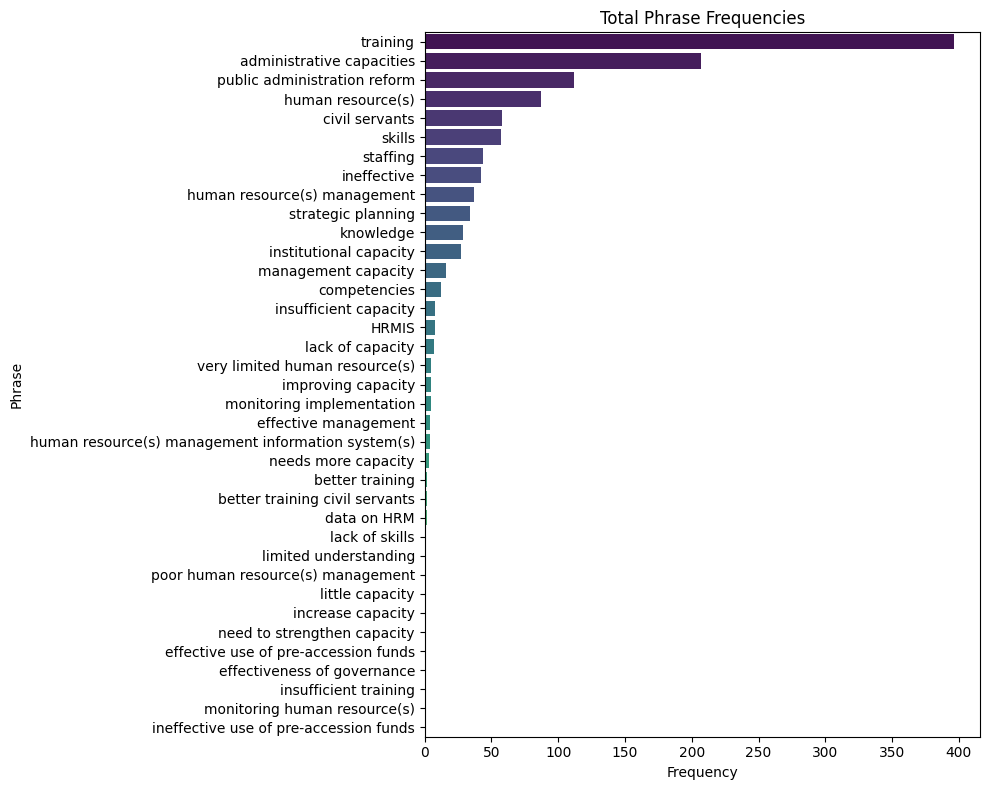 Total Phrase Frequencies
training
administrative capacities
public administration reform
human resource(s)
civil servants
skills
staffing
ineffective
human resource(s) management
strategic planning
knowledge
institutional capacity
management capacity
competencies
insufficient capacity
HRMIS
lack of capacity
very limited human resource(s)
improving capacity
monitoring implementation
effective management
human resource(s) management information system(s)
needs more capacity
better training
better training civil servants
data on HRM
lack of skills
limited understanding
poor human resource(s) management
little capacity
increase capacity
need to strengthen capacity
effective use of pre-accession funds
effectiveness of governance
insufficient training
monitoring human resource(s)
ineffective use of pre-accession funds
Phrase
0 50 100 150 200 250 300 350 400
Frequency